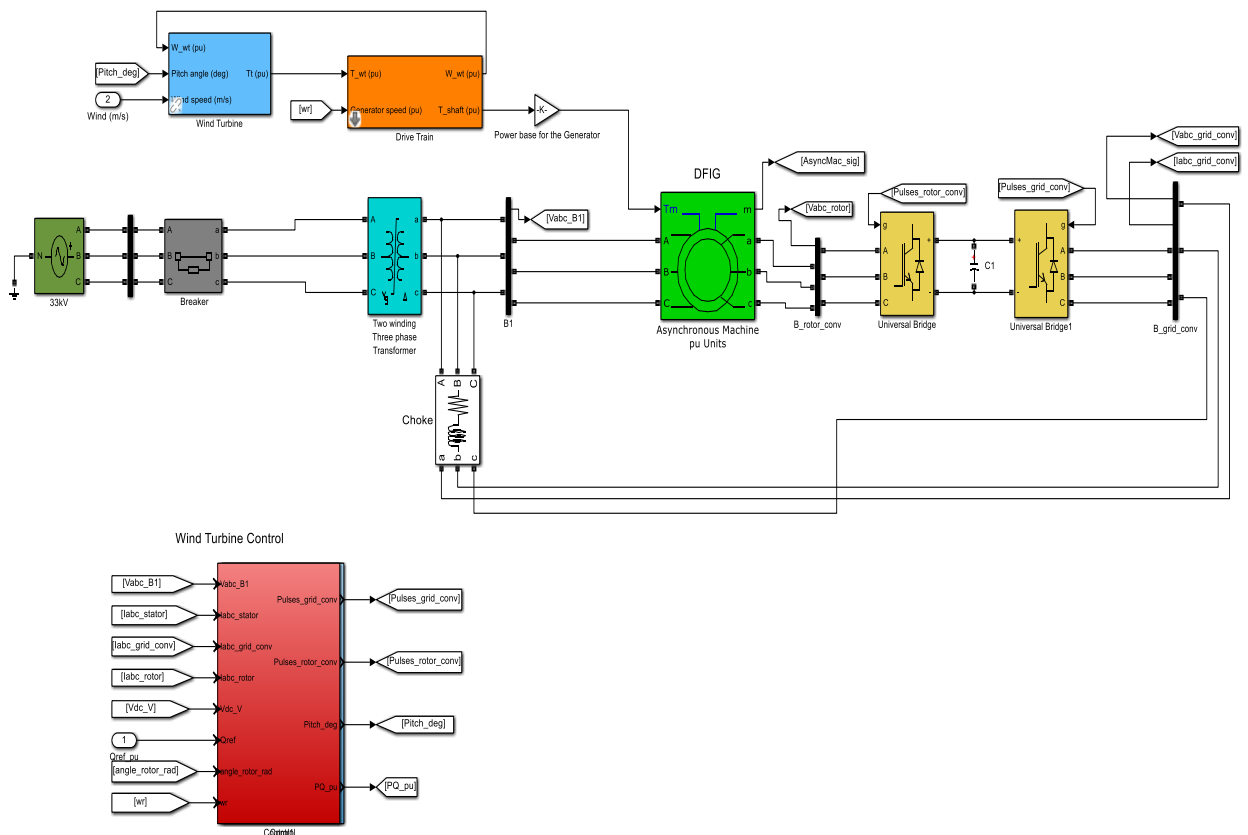 W_wt (pu)
[Pitch_deg]
Pitch angle (deg)
Tt (pu)
2
Wind speed (m/s)
Wind (m/s)
Wind Turbine
T_wt (pu)
W_wt (pu)
[wr]
Generator speed (pu)
T_shaft (pu)
Drive Train
-K-
Power base for the Generator
N
A
B
C
33kV
A
B
C
a
b
c
Breaker
A
B
C
a
b
c
Yg
Δ
Two winding
Three phase
Transformer
[Vabc_B1]
B1
DFIG
Tm
m
A
B
C
a
b
c
Asynchronous Machine
pu Units
[AsyncMac_sig]
[Vabc_rotor]
B_rotor_conv
[Pulses_rotor_conv]
g
A
B
C
+
-
Universal Bridge
C1
+
[Pulses_grid_conv]
+
-
g
A
B
C
Universal Bridge1
[Vabc_grid_conv]
[Iabc_grid_conv]
B_grid_conv
Choke
A
B
C
a
b
c
Wind Turbine Control
[Vabc_B1]
Vabc_B1
[Iabc_stator]
Iabc_stator
[Iabc_grid_conv]
Iabc_grid_conv
[Iabc_rotor]
Iabc_rotor
[Vdc_V]
Vdc_V
1
Qref
Qref_pu
[angle_rotor_rad]
angle_rotor_rad
[wr]
wr
Pulses_grid_conv
[Pulses_grid_conv]
Pulses_rotor_conv
[Pulses_rotor_conv]
Pitch_deg
[Pitch_deg]
PQ_pu
[PQ_pu]